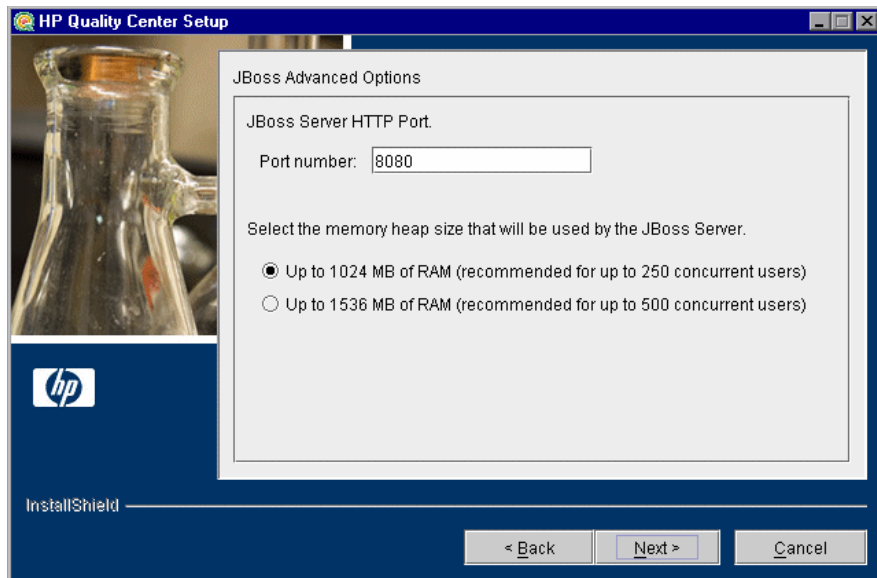 HP Quality Center Setup
JBoss Advanced Options
JBoss Server HTTP Port.
Port number: 8080
Select the memory heap size that will be used by the JBoss Server.
Up to 1024 MB of RAM (recommended for up to 250 concurrent users)
Up to 1536 MB of RAM (recommended for up to 500 concurrent users)
hp
InstallShield
< Back Next > Cancel